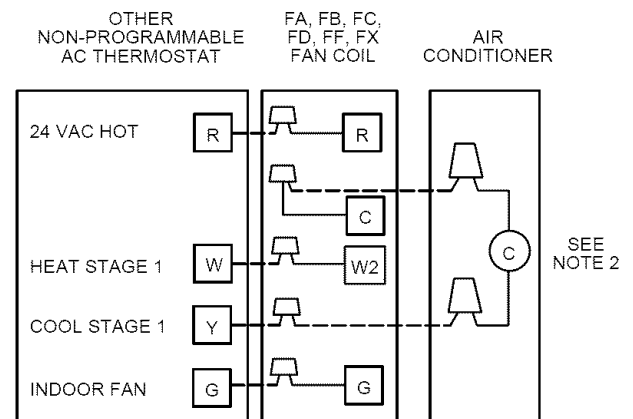 OTHER
NON-PROGRAMMABLE
AC THERMOSTAT
FA, FB, FC,
FD, FF, FX
FAN COIL
AIR
CONDITIONER
24 VAC HOT
R
R
C
HEAT STAGE 1
W
W2
C
SEE
NOTE 2
COOL STAGE 1
Y
INDOOR FAN
G
G